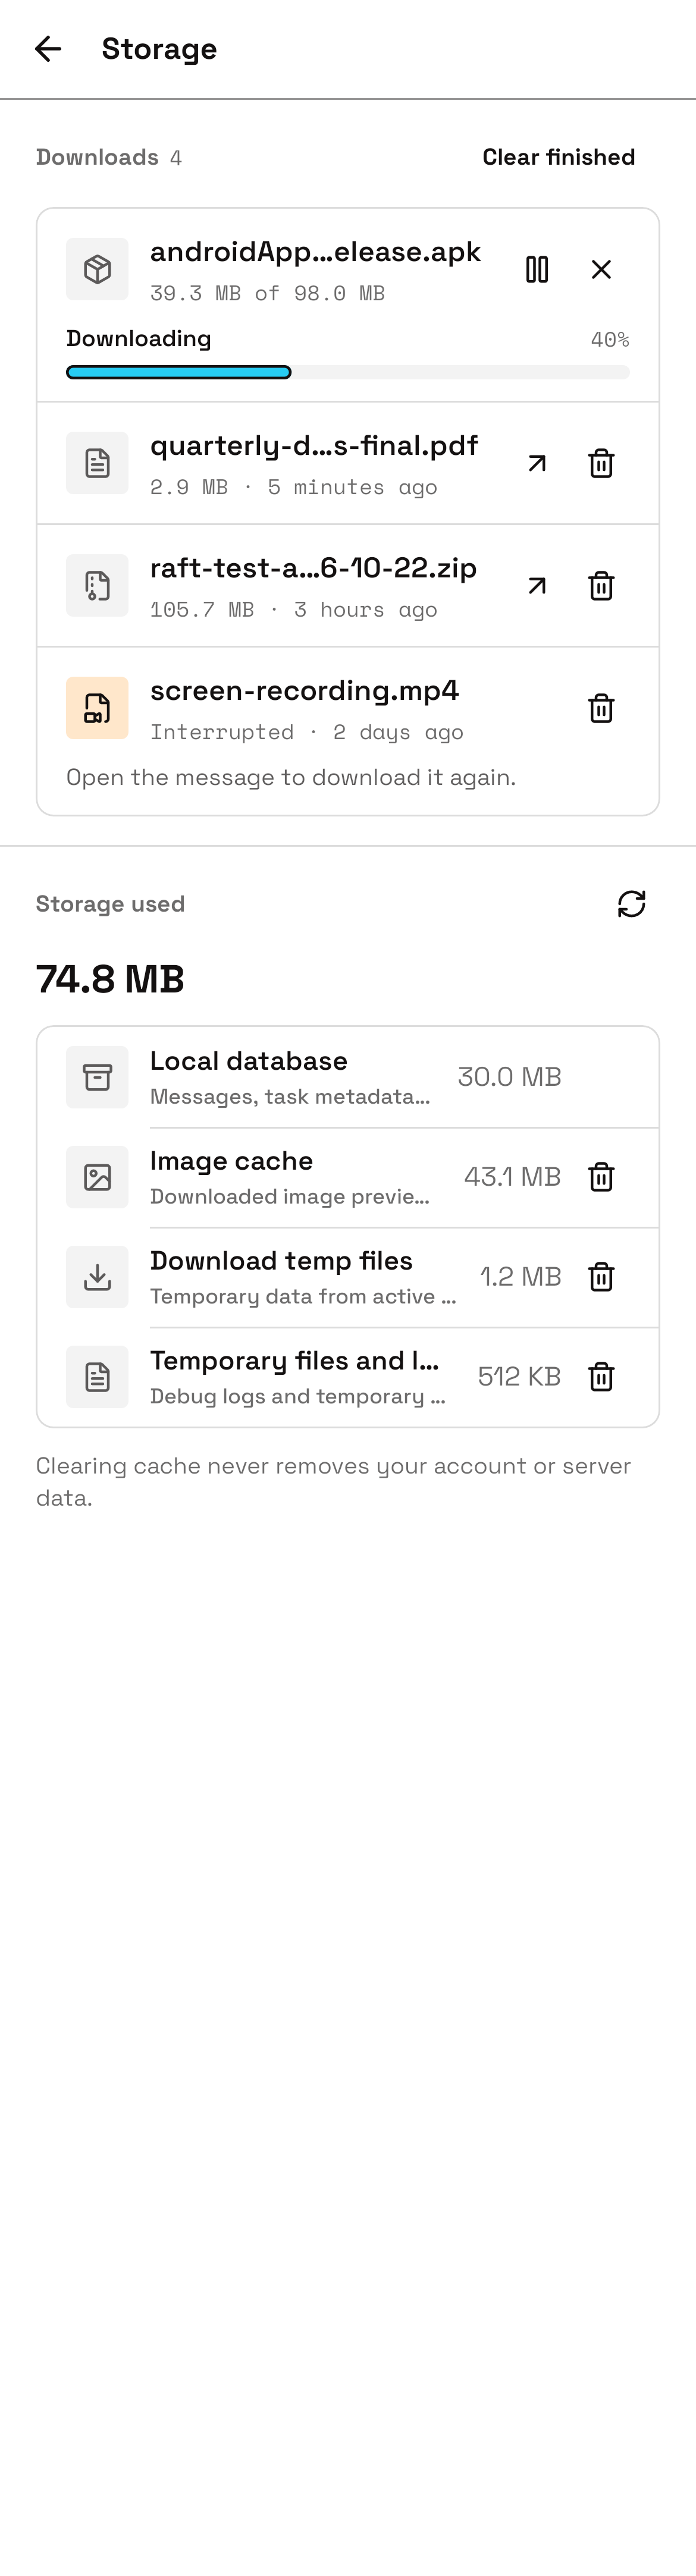 Storage
Downloads 4
Clear finished
androidApp...elease.apk
39.3 MB of 98.0 MB
Downloading
40%
quarterly-d...s-final.pdf
2.9 MB · 5 minutes ago
raft-test-a...6-10-22.zip
105.7 MB · 3 hours ago
screen-recording.mp4
Interrupted · 2 days ago
Open the message to download it again.
Storage used
74.8 MB
Local database
Messages, task metadata...
30.0 MB
Image cache
Downloaded image previe...
43.1 MB
Download temp files
Temporary data from active ...
1.2 MB
Temporary files and l...
Debug logs and temporary ...
512 KB
Clearing cache never removes your account or server
data.